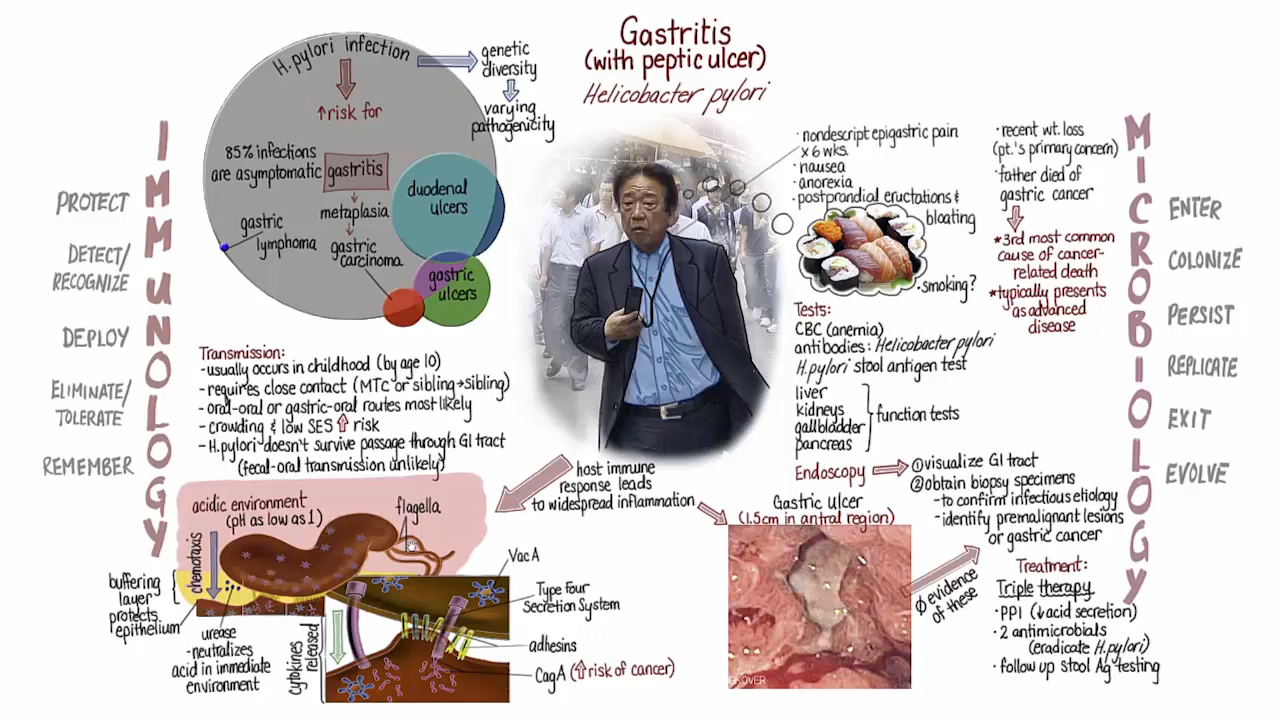 Gastritis
(with peptic ulcer)
Helicobacter pylori
H. pylori infection
↑risk for
genetic
diversity
varying
pathogenicity
85% infections
are asymptomatic
gastritis
metaplasia
gastric
carcinoma
gastric
lymphoma
duodenal
ulcers
gastric
ulcers
IMMUNOLOGY
PROTECT
DETECT/
RECOGNIZE
DEPLOY
ELIMINATE/
TOLERATE
REMEMBER
Transmission:
-usually occurs in childhood (by age 10)
-requires close contact (MTC or sibling→sibling)
-oral-oral or gastric-oral routes most likely
-crowding & low SES ⇧ risk
-H.pylori doesn't survive passage through GI tract
(fecal-oral transmission unlikely)
·nondescript epigastric pain
x 6 wks.
·nausea
·anorexia
·postprandial eructations &
bloating
·smoking?
·recent wt. loss
(pt.'s primary concern)
·father died of
gastric cancer
*3rd most common
cause of cancer-
related death
*typically presents
as advanced
disease
Tests:
CBC (anemia)
antibodies: Helicobacter pylori
H.pylori stool antigen test
liver
kidneys
gallbladder
pancreas
function tests
Endoscopy
①visualize GI tract
②obtain biopsy specimens
-to confirm infectious etiology
-identify premalignant lesions
or gastric cancer
MICROBIOLOGY
ENTER
COLONIZE
PERSIST
REPLICATE
EXIT
EVOLVE
host immune
response leads
to widespread inflammation
acidic environment
(pH as low as 1)
flagella
chemotaxis
buffering
layer
protects
epithelium
urease
-neutralizes
acid in immediate
environment
cytokines
released
Vac A
Type Four
Secretion System
adhesins
CagA (⇧risk of cancer)
Gastric ulcer
(1.5cm in antral region)
GROVER
Ø evidence
of these
Treatment:
Triple therapy
·PPI (↓acid secretion)
·2 antimicrobials
(eradicate H.pylori)
·follow up stool Ag testing